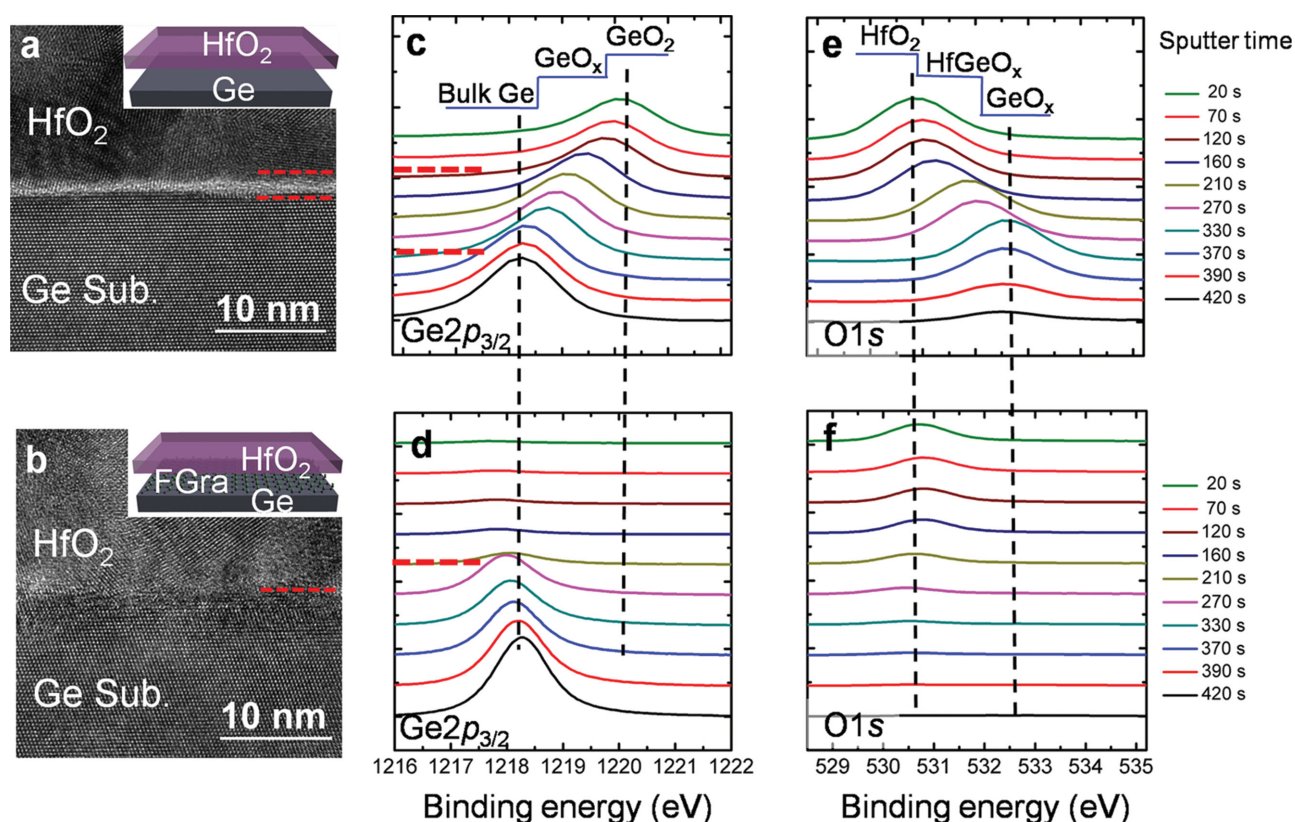 a
HfO2
Ge
HfO2
Ge Sub.
10 nm
b
HfO2
FGra
Ge
HfO2
Ge Sub.
10 nm
c
GeO2
GeOx
Bulk Ge
Ge2p3/2
d
Ge2p3/2
1216 1217 1218 1219 1220 1221 1222
Binding energy (eV)
e
HfO2
HfGeOx
GeOx
O1s
f
O1s
529 530 531 532 533 534 535
Binding energy (eV)
Sputter time
20 s
70 s
120 s
160 s
210 s
270 s
330 s
370 s
390 s
420 s
20 s
70 s
120 s
160 s
210 s
270 s
330 s
370 s
390 s
420 s